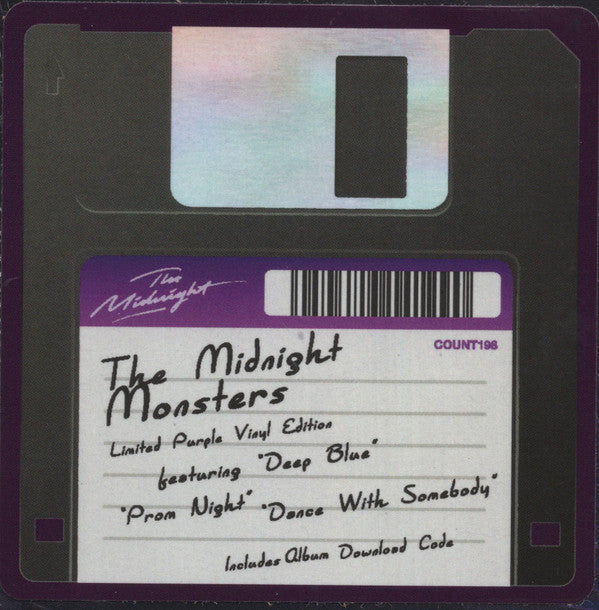 The
Midnight
COUNT198
The Midnight
Monsters
Limited Purple Vinyl Edition
featuring "Deep Blue"
"Prom Night" "Dance With Somebody"
Includes Album Download Code